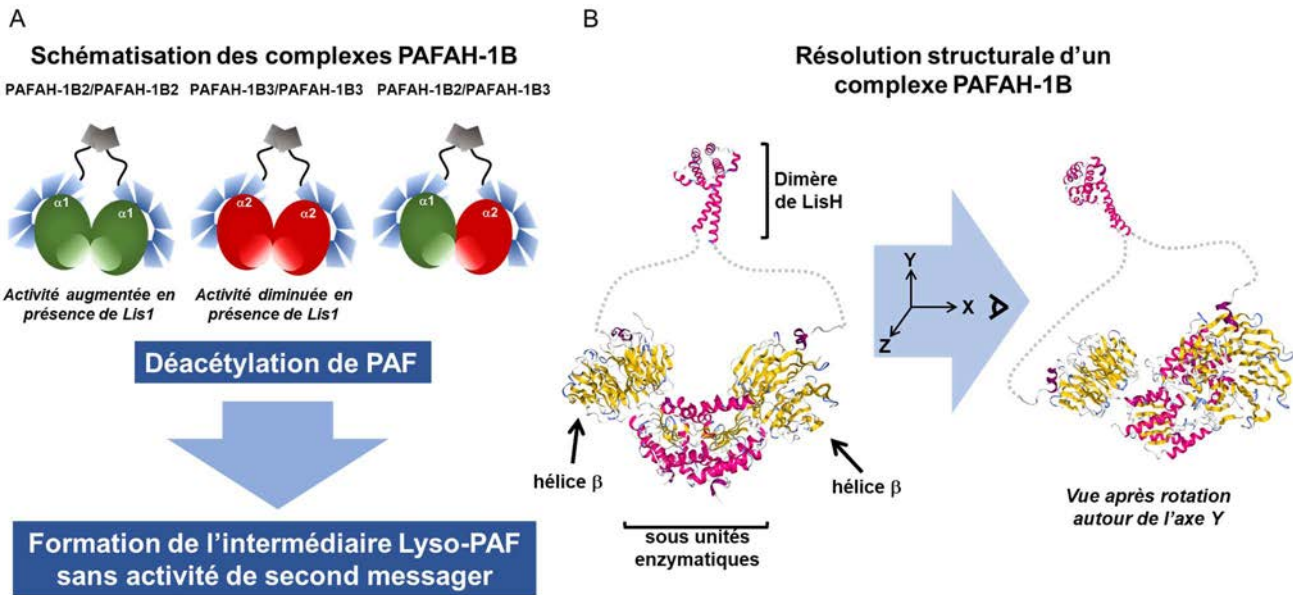 A
Schématisation des complexes PAFAH-1B
PAFAH-1B2/PAFAH-1B2 PAFAH-1B3/PAFAH-1B3 PAFAH-1B2/PAFAH-1B3
α1 α1 α2 α2 α1 α2
Activité augmentée en
présence de Lis1
Activité diminuée en
présence de Lis1
Déacétylation de PAF
Formation de l'intermédiaire Lyso-PAF
sans activité de second messager
B
Résolution structurale d'un
complexe PAFAH-1B
Dimère
de LisH
Y
X
Z
hélice β
hélice β
sous unités
enzymatiques
Vue après rotation
autour de l'axe Y